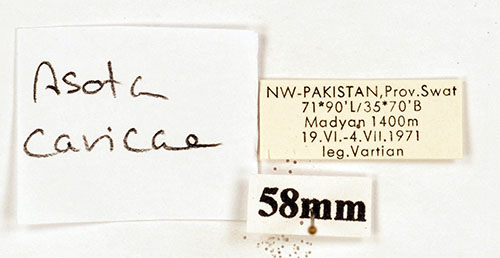 Asota
caricae
NW-PAKISTAN, Prov. Swat
71*90'L/35*70'B
Madyan 1400m
19.VI.-4.VII.1971
leg.Vartian
58mm